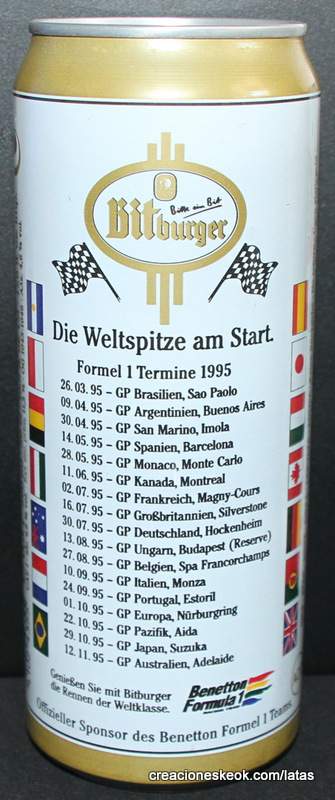 Bitte ein Bit
Bitburger
Die Weltspitze am Start.
Formel 1 Termine 1995
26. 03. 95 – GP Brasilien, Sao Paolo
09. 04. 95 – GP Argentinien, Buenos Aires
30. 04. 95 – GP San Marino, Imola
14. 05. 95 – GP Spanien, Barcelona
28. 05. 95 – GP Monaco, Monte Carlo
11. 06. 95 – GP Kanada, Montreal
02. 07. 95 – GP Frankreich, Magny-Cours
16. 07. 95 – GP Großbritannien, Silverstone
30. 07. 95 – GP Deutschland, Hockenheim
13. 08. 95 – GP Ungarn, Budapest (Reserve)
27. 08. 95 – GP Belgien, Spa Francorchamps
10. 09. 95 – GP Italien, Monza
24. 09. 95 – GP Portugal, Estoril
01. 10. 95 – GP Europa, Nürburgring
22. 10. 95 – GP Pazifik, Aida
29. 10. 95 – GP Japan, Suzuka
12. 11. 95 – GP Australien, Adelaide
Genießen Sie mit Bitburger
die Rennen der Weltklasse.
Benetton
Formula
Offizieller Sponsor des Benetton Formel 1 Teams.
creacioneskeok.com/latas